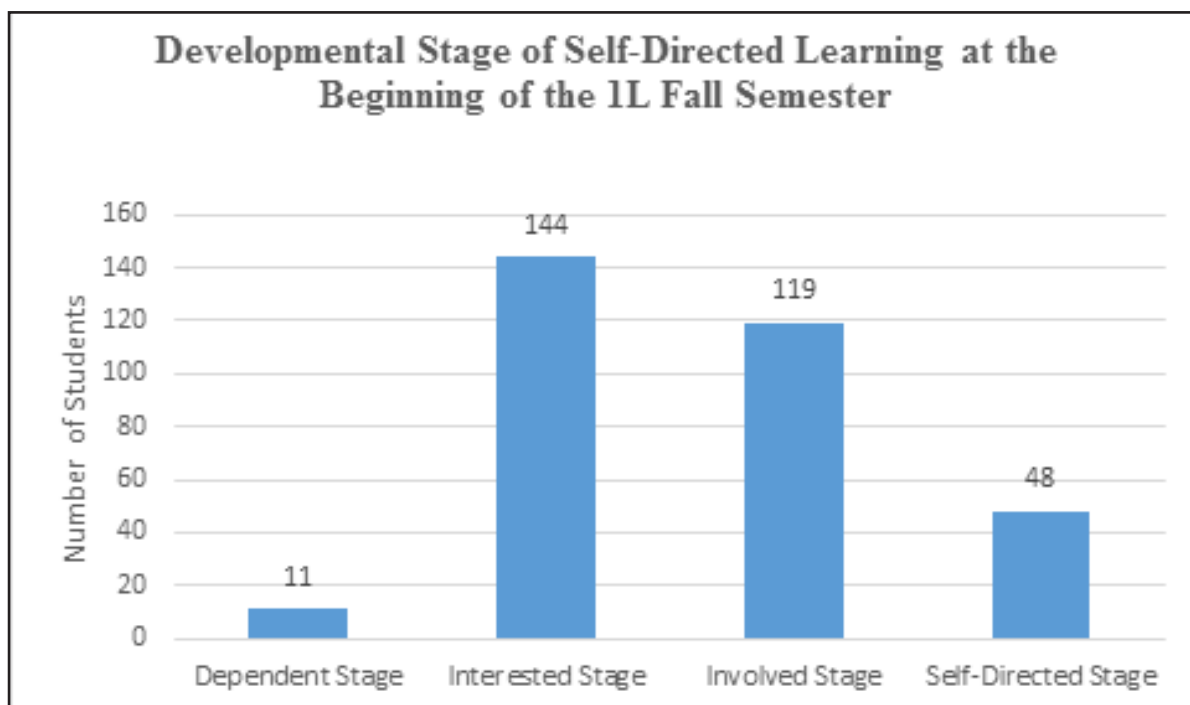 Developmental Stage of Self-Directed Learning at the
Beginning of the 1L Fall Semester
160
140
120
100
80
60
40
20
0
Number of Students
11
144
119
48
Dependent Stage
Interested Stage
Involved Stage
Self-Directed Stage